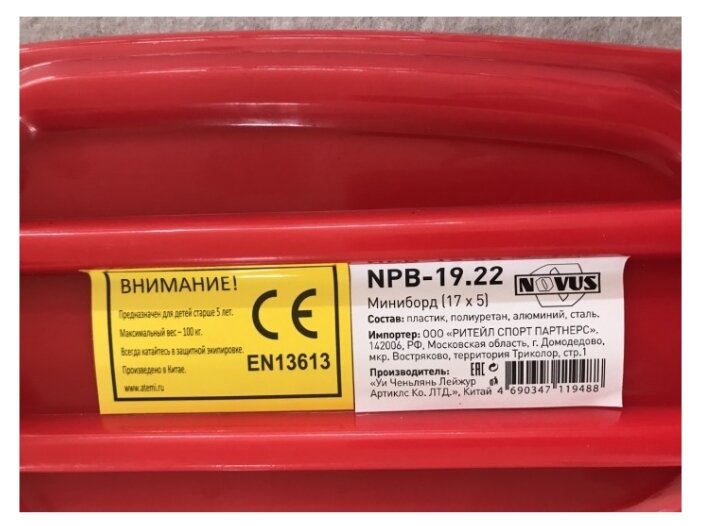 ВНИМАНИЕ!
Предназначен для детей старше 5 лет.
Максимальный вес – 100 кг.
Всегда катайтесь в защитной экипировке.
Произведено в Китае.
www.atemi.ru
CE
EN13613
NPB-19.22
Миниборд (17 x 5)
NOVUS
Состав: пластик, полиуретан, алюминий, сталь.
Импортер: ООО «РИТЕЙЛ СПОРТ ПАРТНЕРС».
142006, РФ, Московская область, г. Домодедово,
мкр. Востряково, территория Триколор, стр.1
Производитель:
«Уи Ченьлянь Лейжур
Артиклс Ко. ЛТД.», Китай
EAC
4 690347 119488